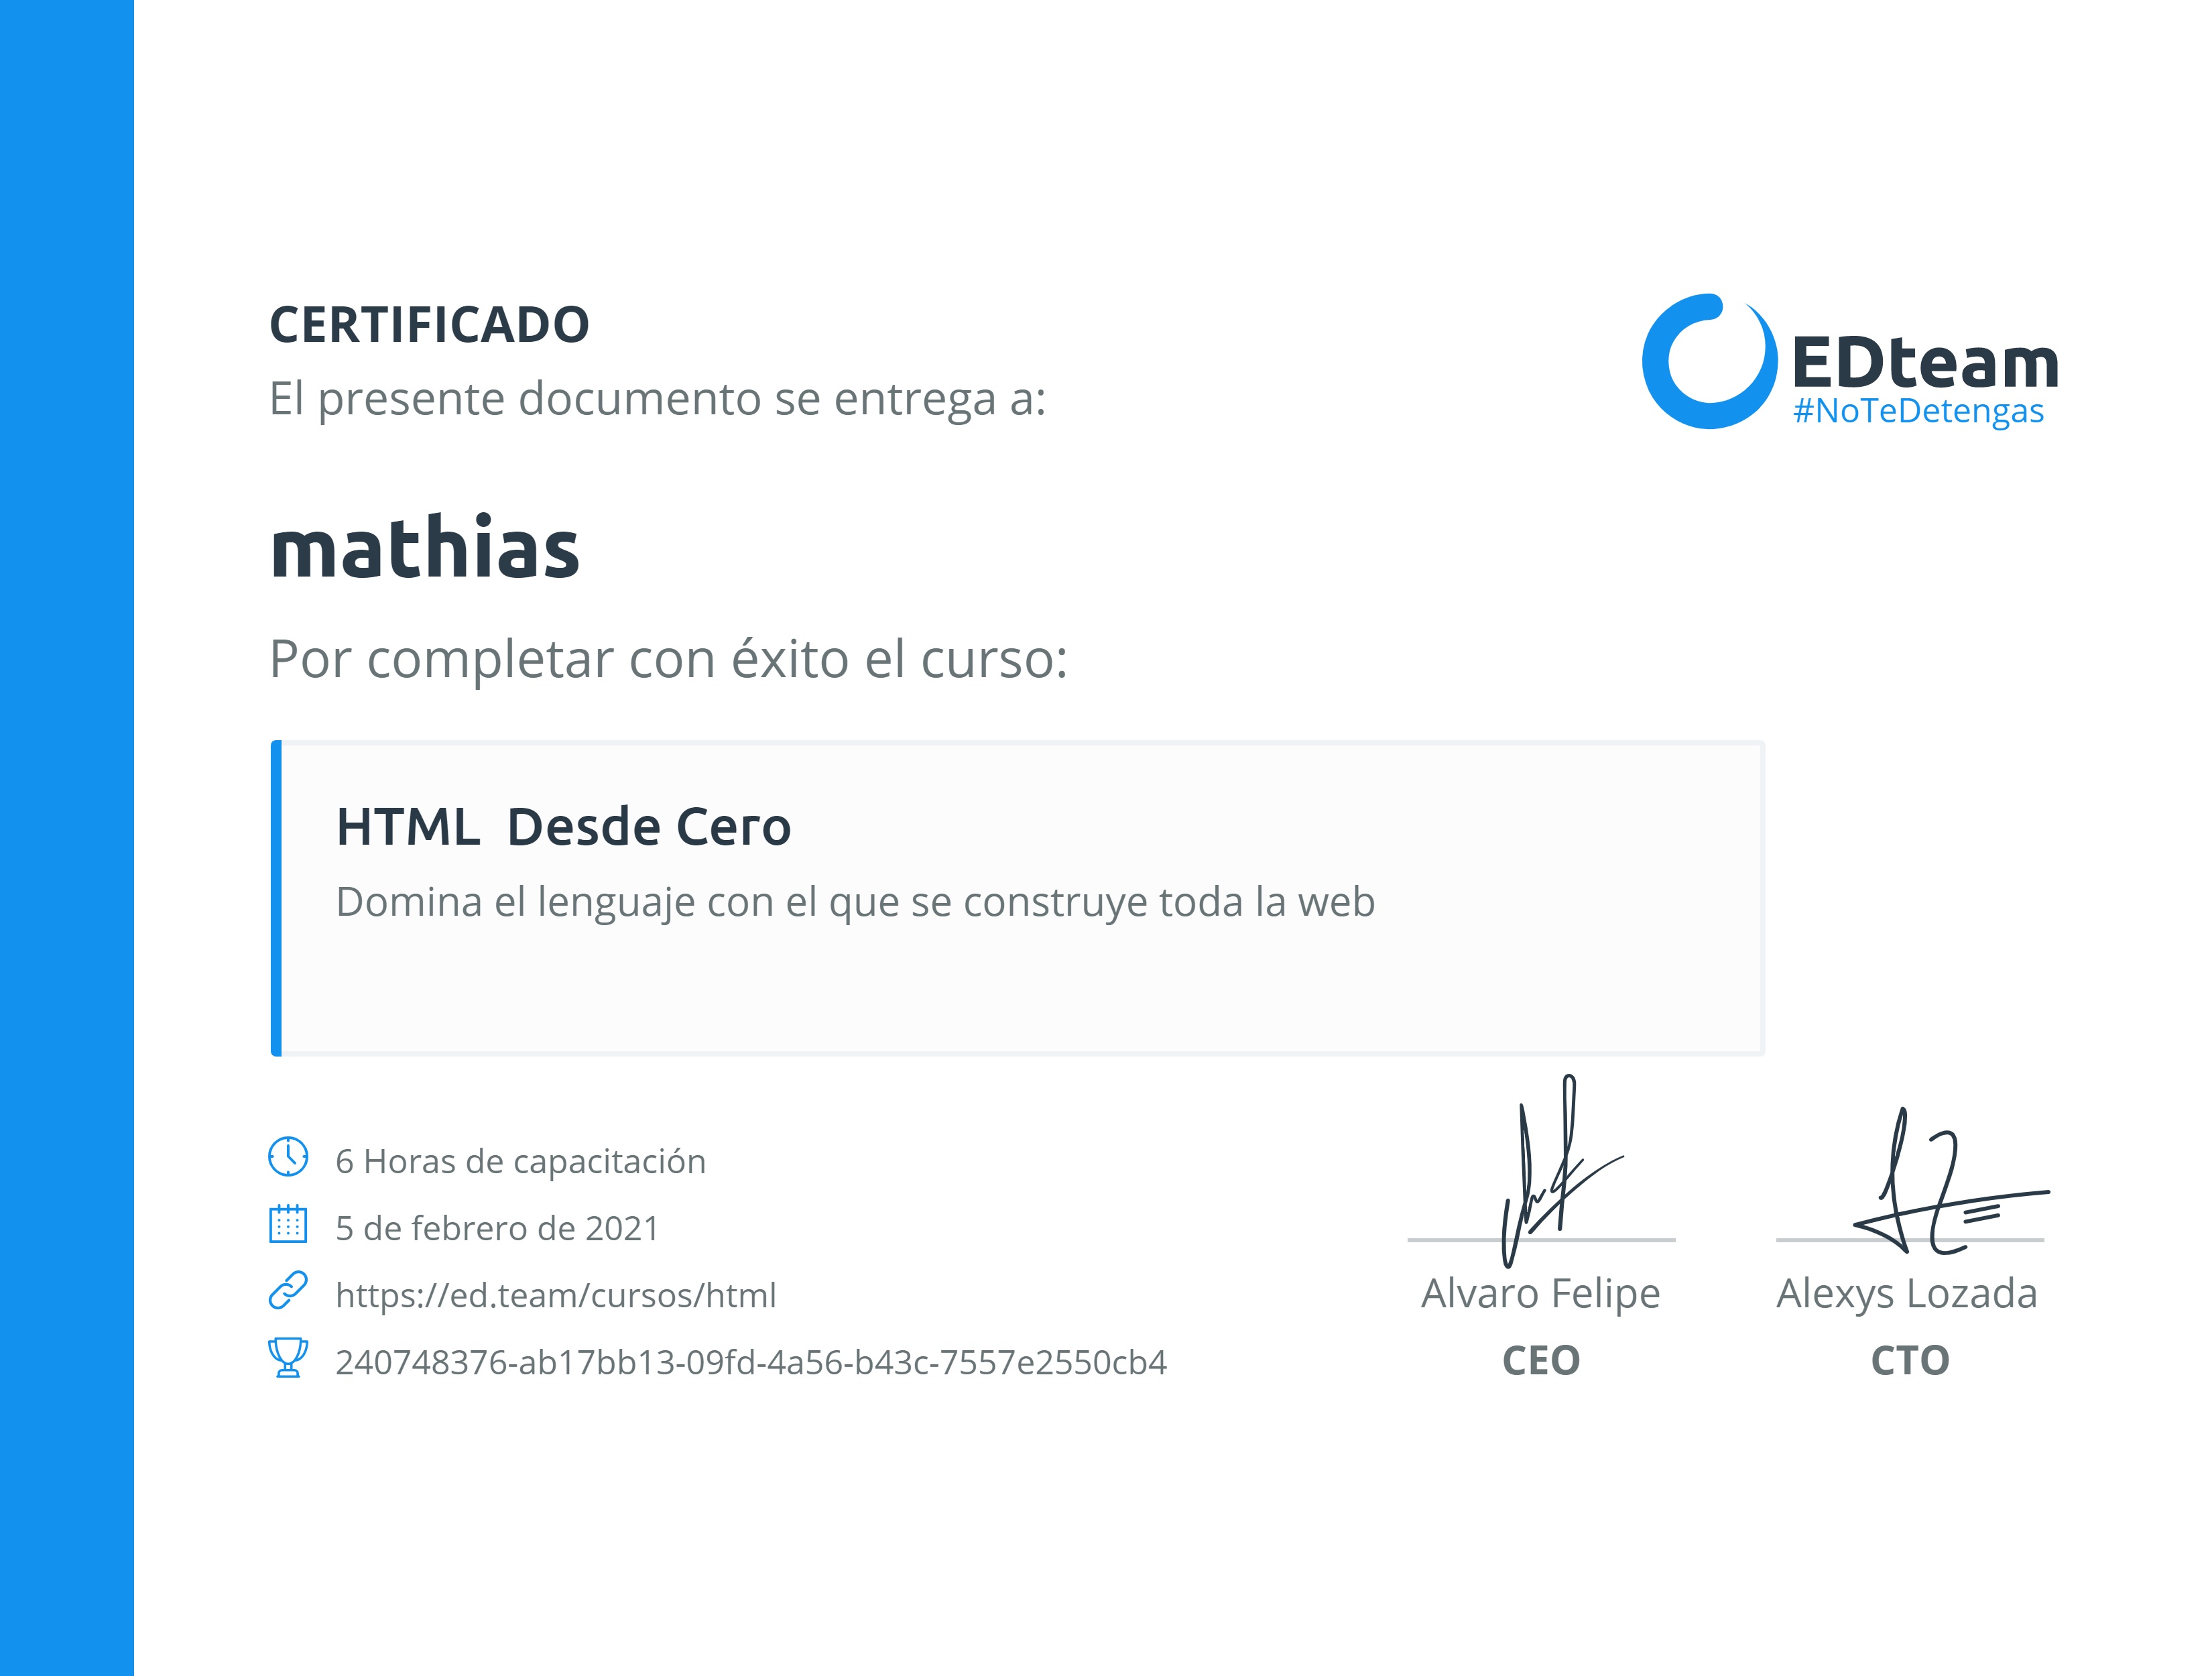 CERTIFICADO
El presente documento se entrega a:
EDteam
#NoTeDetengas
mathias
Por completar con éxito el curso:
HTML  Desde Cero
Domina el lenguaje con el que se construye toda la web
6 Horas de capacitación
5 de febrero de 2021
https://ed.team/cursos/html
240748376-ab17bb13-09fd-4a56-b43c-7557e2550cb4
Alvaro Felipe
CEO
Alexys Lozada
CTO